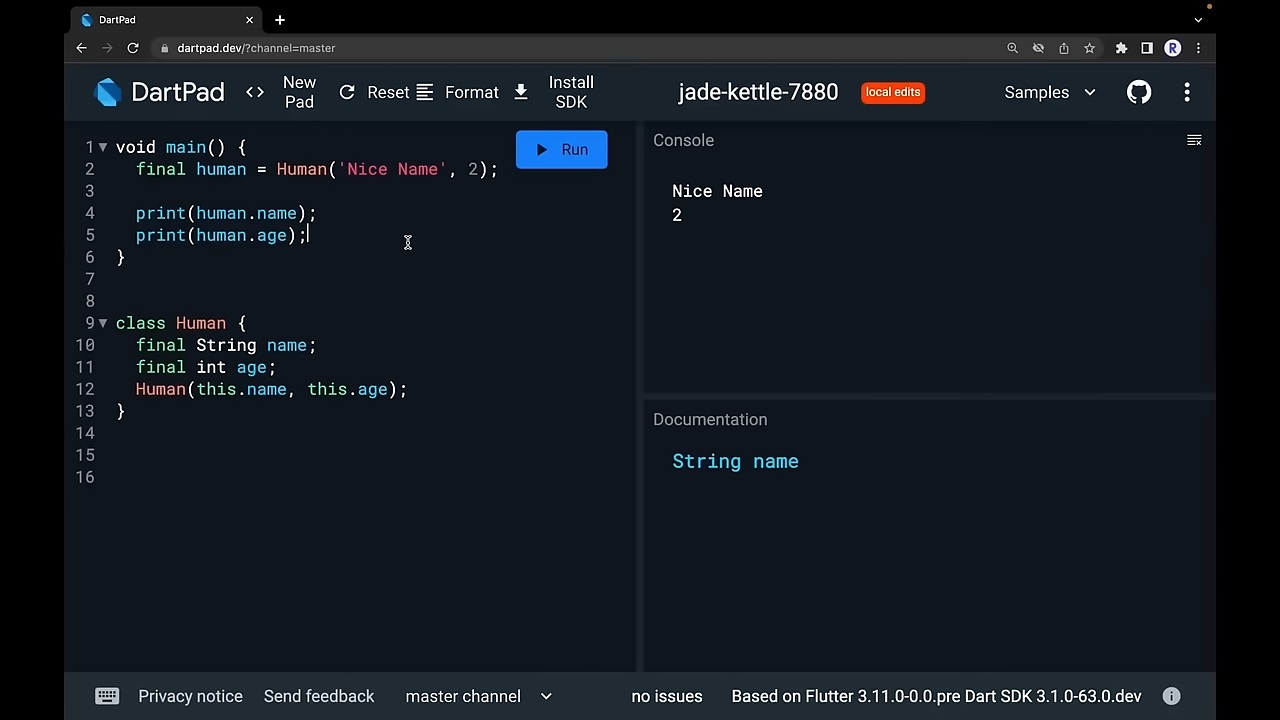 DartPad
dartpad.dev/?channel=master
R
DartPad
<> New Pad
Reset
Format
Install SDK
jade-kettle-7880
local edits
Samples
1 void main() {
2   final human = Human('Nice Name', 2);
3
4   print(human.name);
5   print(human.age);
6 }
7
8
9 class Human {
10   final String name;
11   final int age;
12   Human(this.name, this.age);
13 }
14
15
16
Run
Console
Nice Name
2
Documentation
String name
Privacy notice
Send feedback
master channel
no issues
Based on Flutter 3.11.0-0.0.pre Dart SDK 3.1.0-63.0.dev